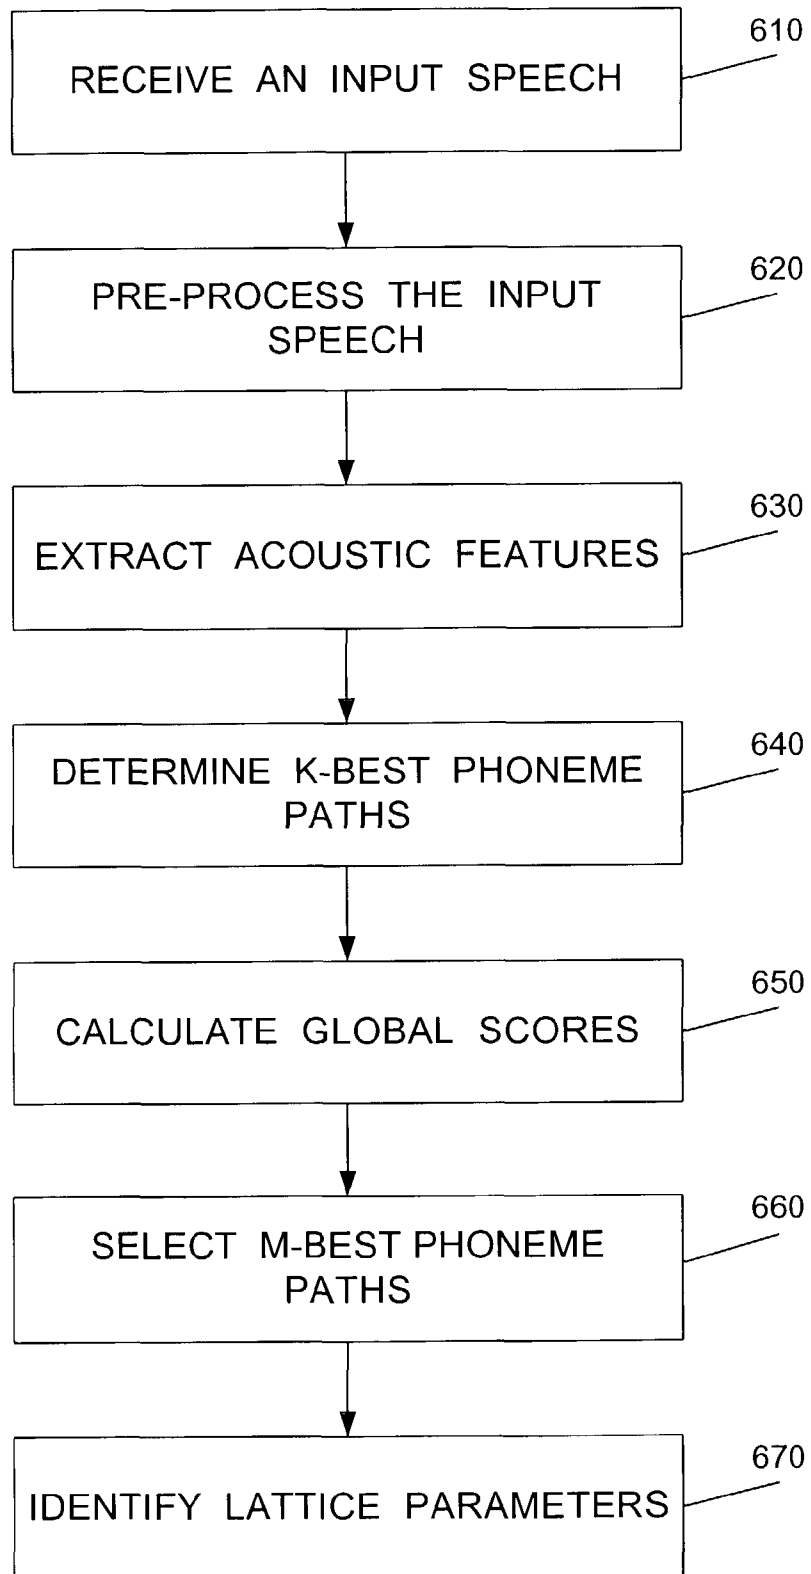 610
RECEIVE AN INPUT SPEECH
620
PRE-PROCESS THE INPUT
SPEECH
630
EXTRACT ACOUSTIC FEATURES
640
DETERMINE K-BEST PHONEME
PATHS
650
CALCULATE GLOBAL SCORES
660
SELECT M-BEST PHONEME
PATHS
670
IDENTIFY LATTICE PARAMETERS